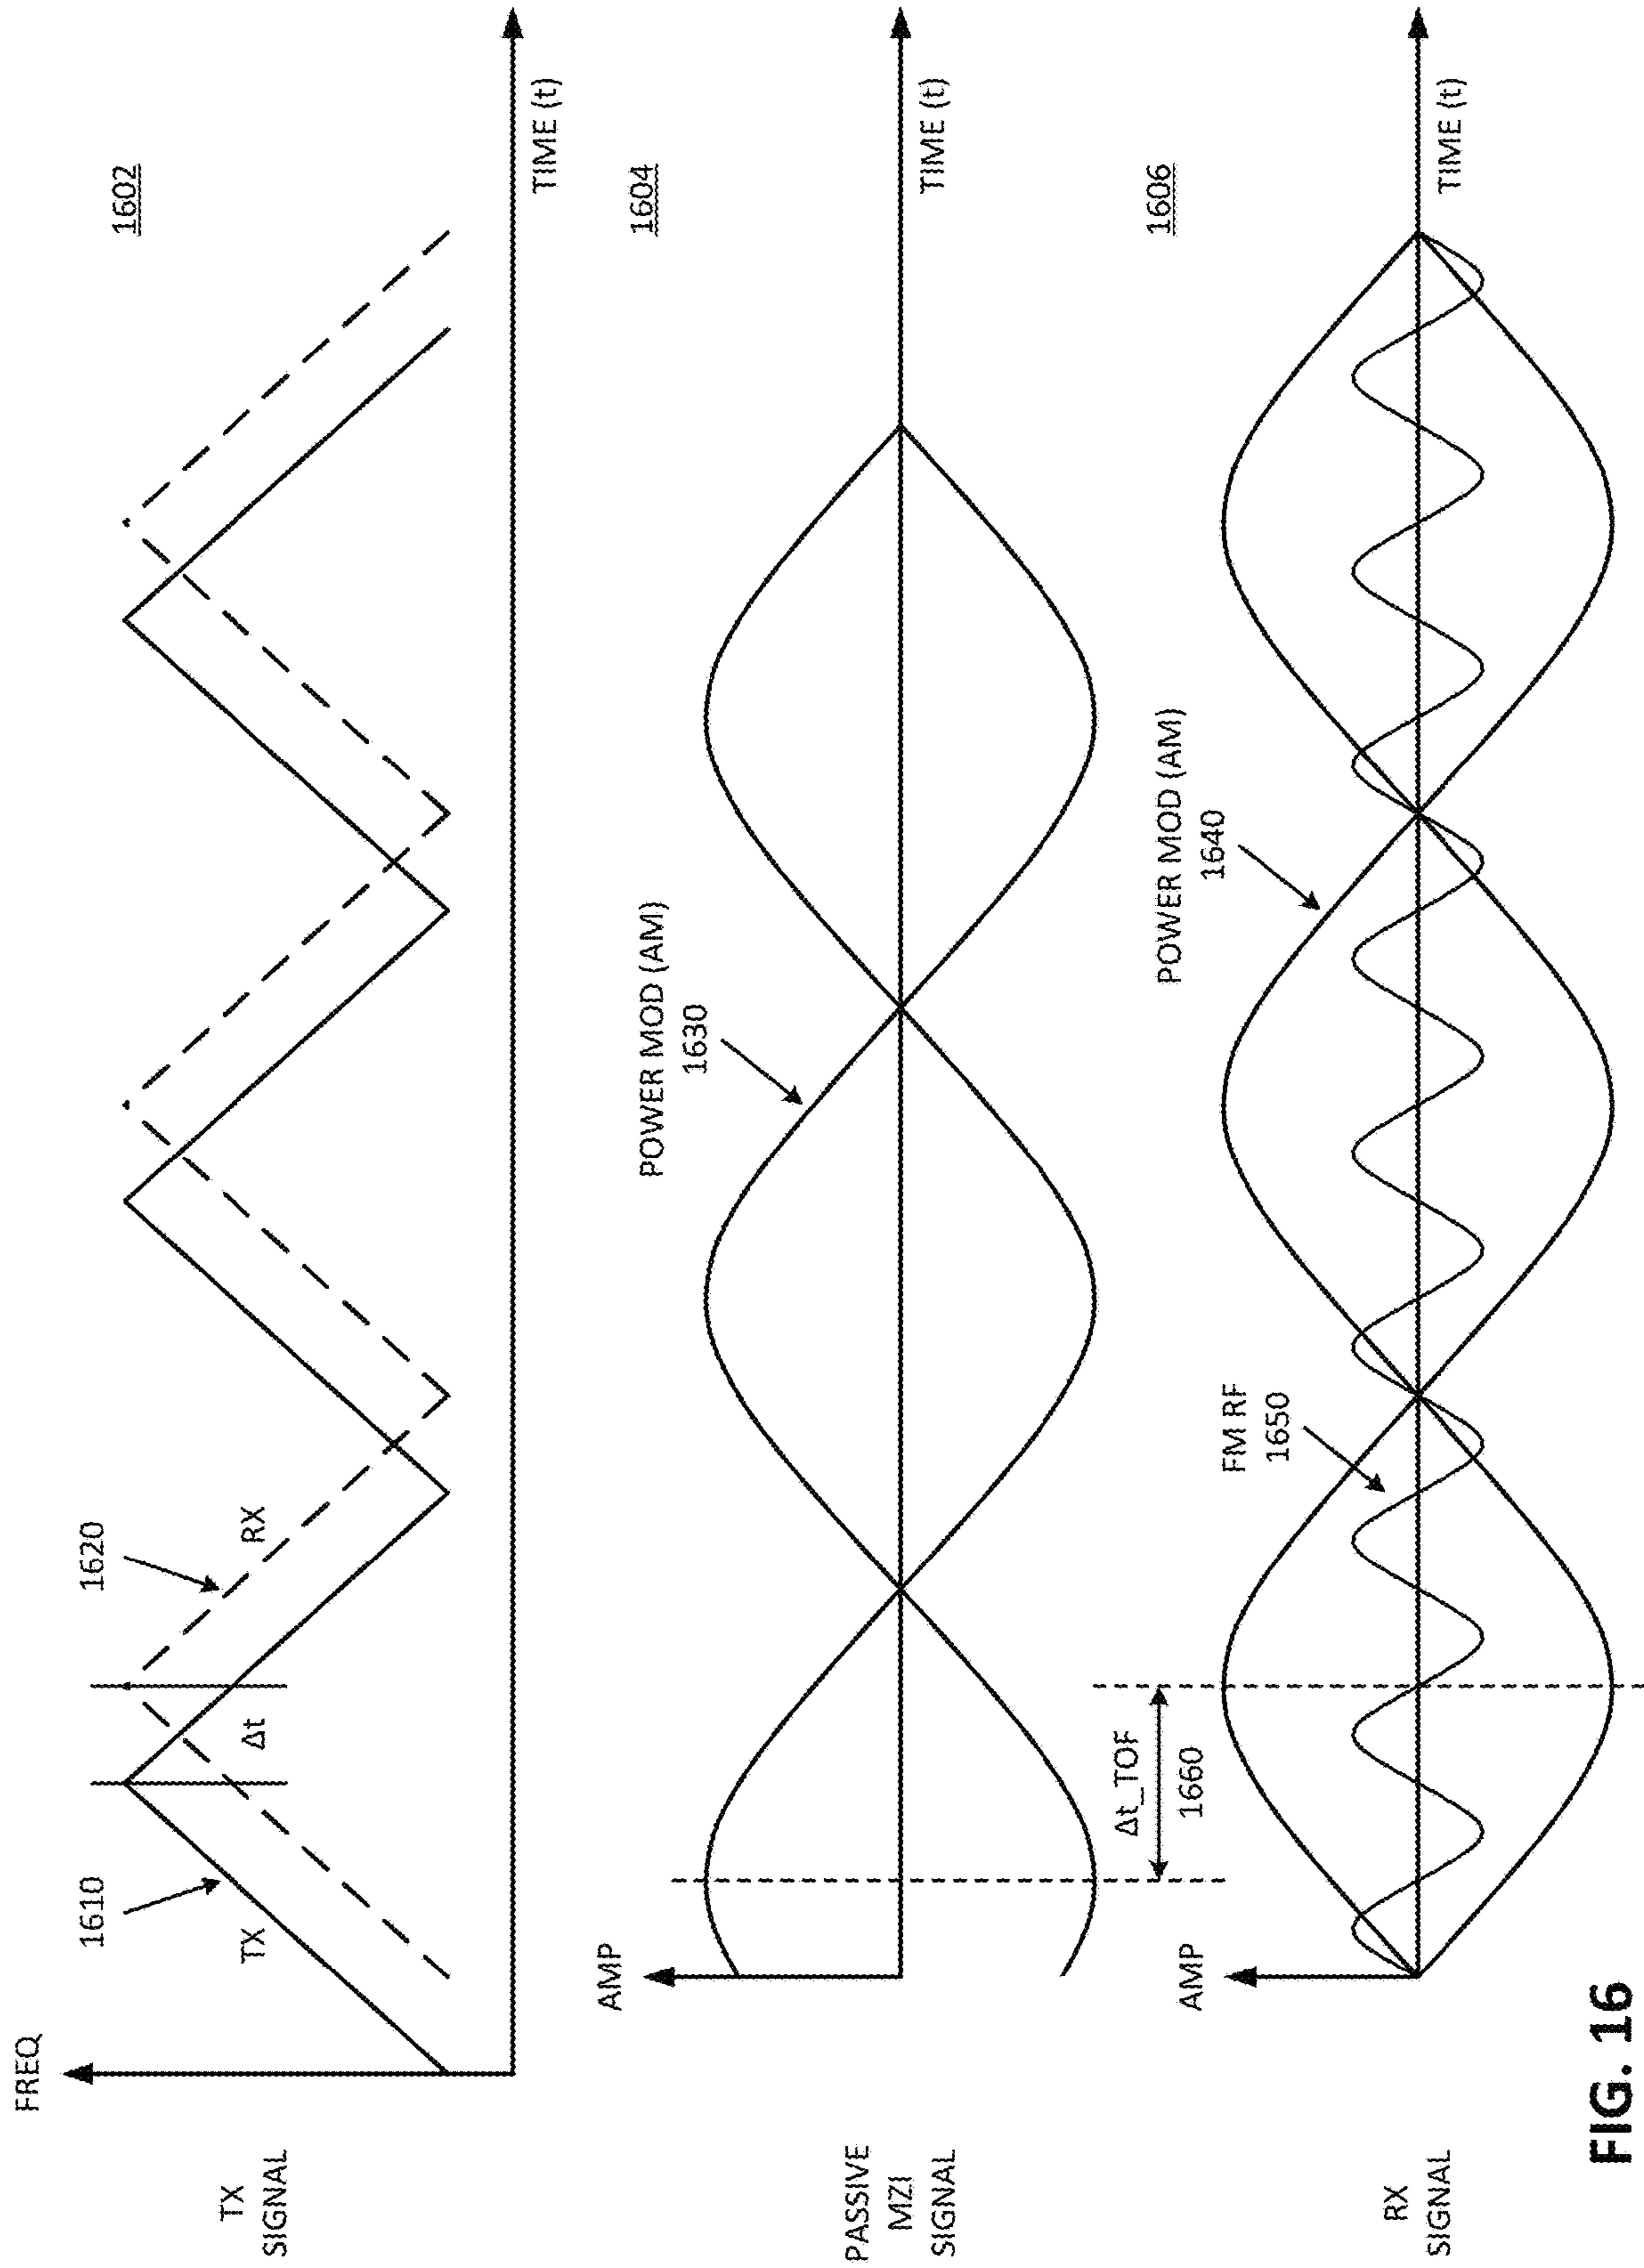 TX
SIGNAL
FREQ
1610
TX
Δt
1620
RX
1602
TIME (t)
PASSIVE
MZI
SIGNAL
AMP
POWER MOD (AM)
1630
1604
TIME (t)
RX
SIGNAL
AMP
Δt_TOF
1660
FM RF
1650
POWER MOD (AM)
1640
1606
TIME (t)
FIG. 16